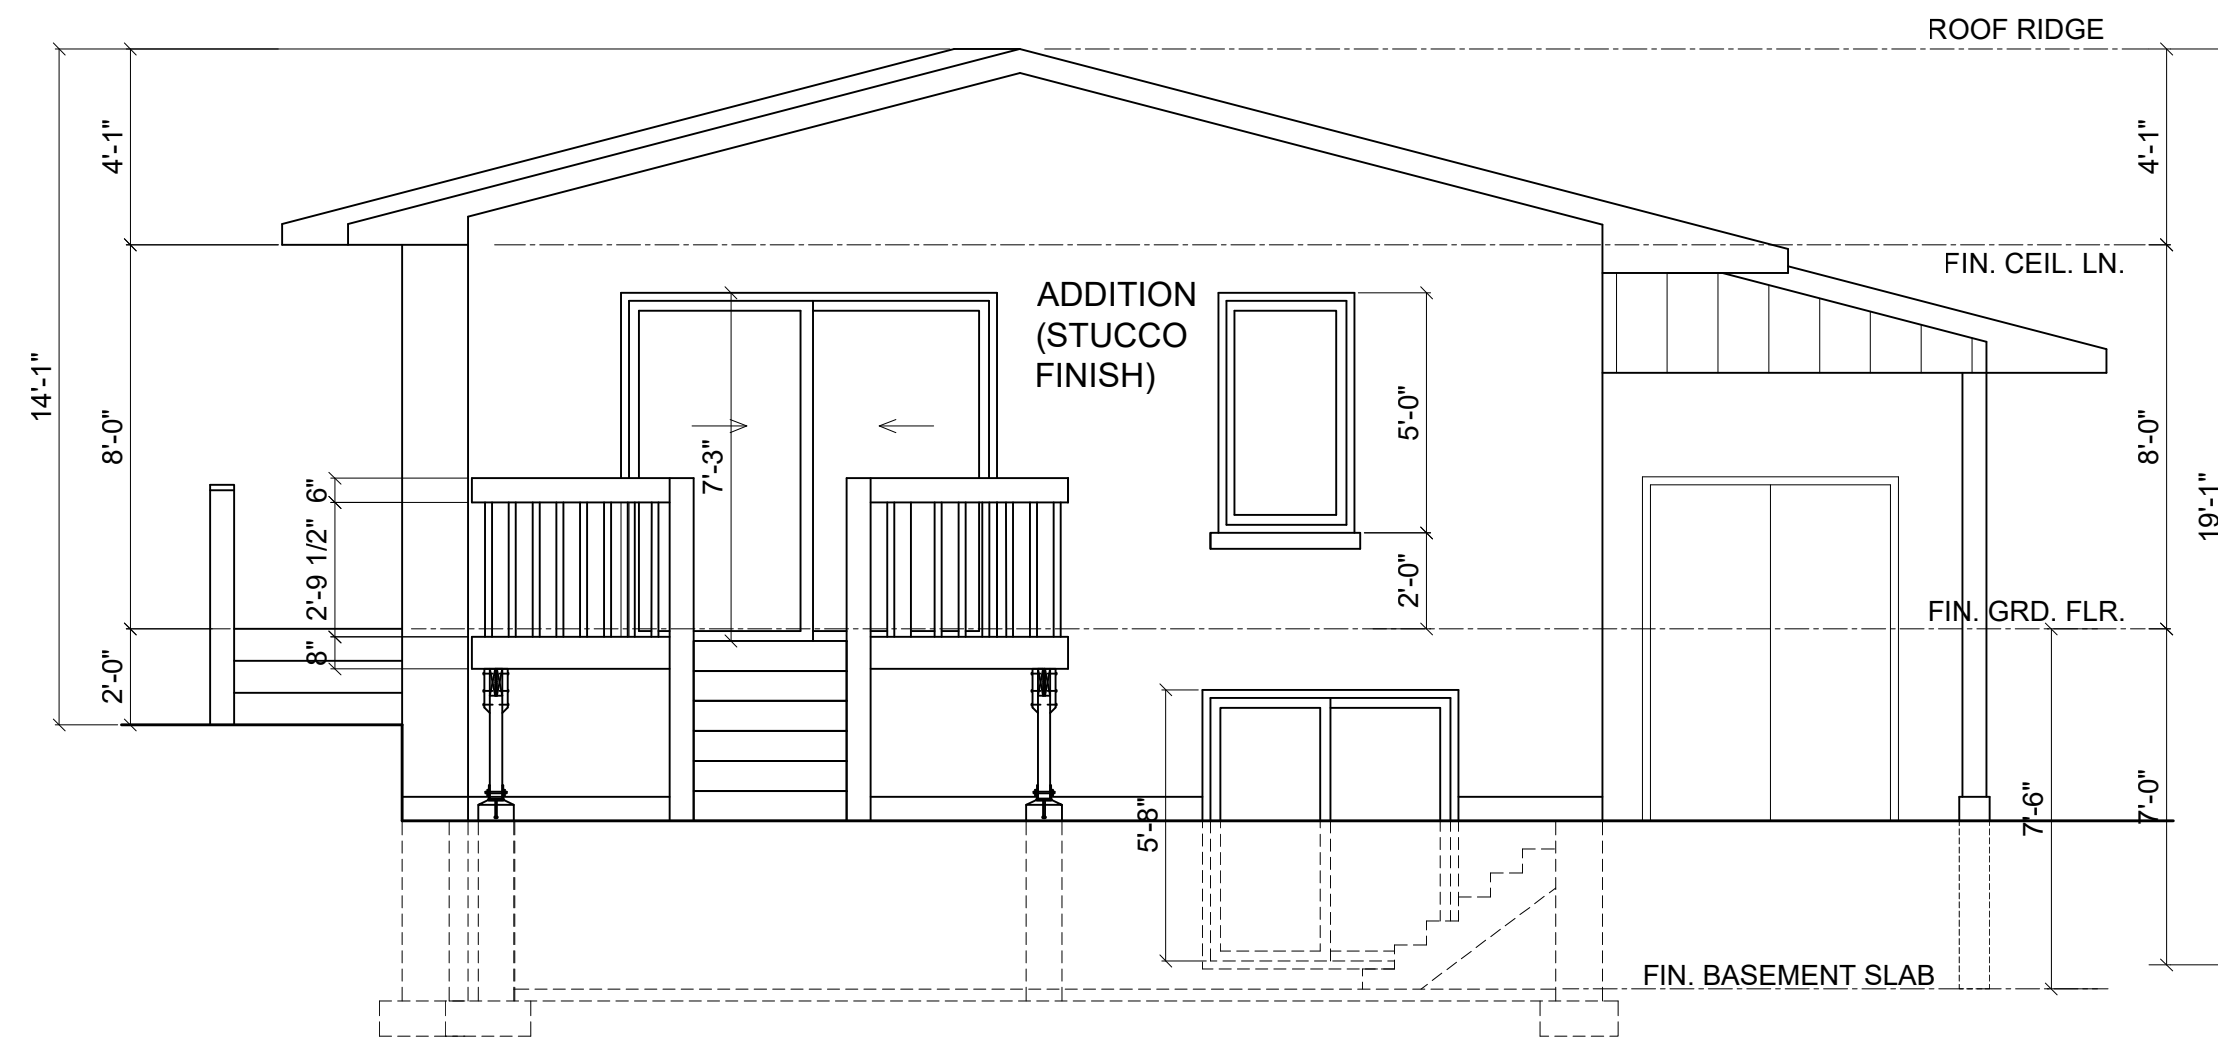 ROOF RIDGE
4'-1"
4'-1"
FIN. CEIL. LN.
ADDITION
(STUCCO
FINISH)
14'-1"
8'-0"
7'-3"
5'-0"
8'-0"
19'-1"
6"
2'-9 1/2"
8"
2'-0"
2'-0"
FIN. GRD. FLR.
5'-8"
7'-6"
7'-0"
FIN. BASEMENT SLAB